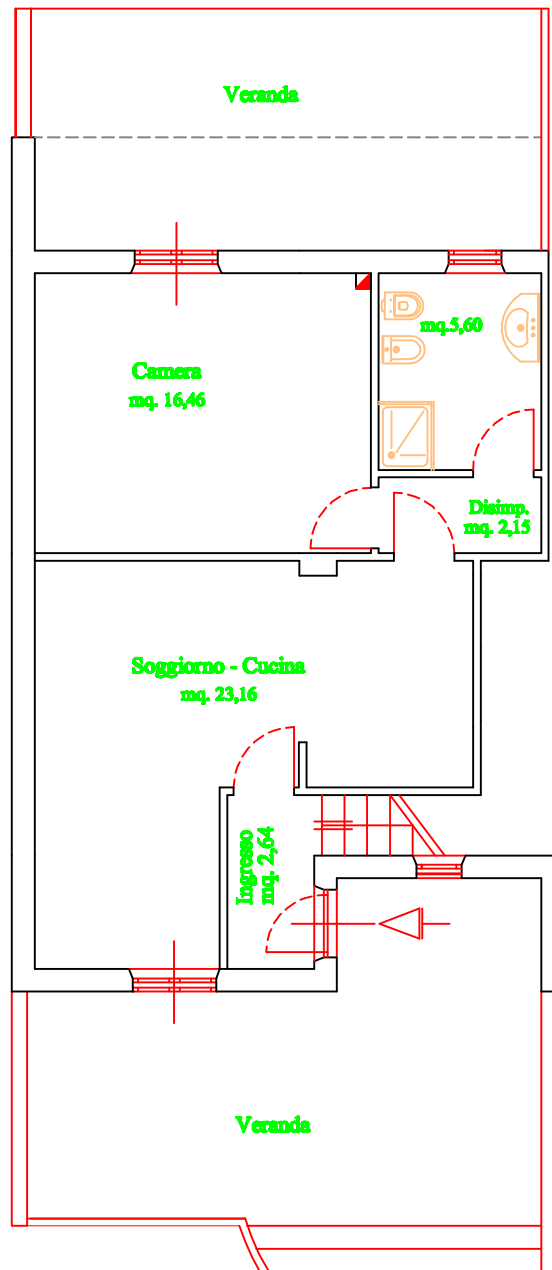 Veranda
mq.5,60
Camera
mq. 16,46
Disimp.
mq. 2,15
Soggiorno - Cucina
mq. 23,16
Ingresso
mq. 2,64
Veranda